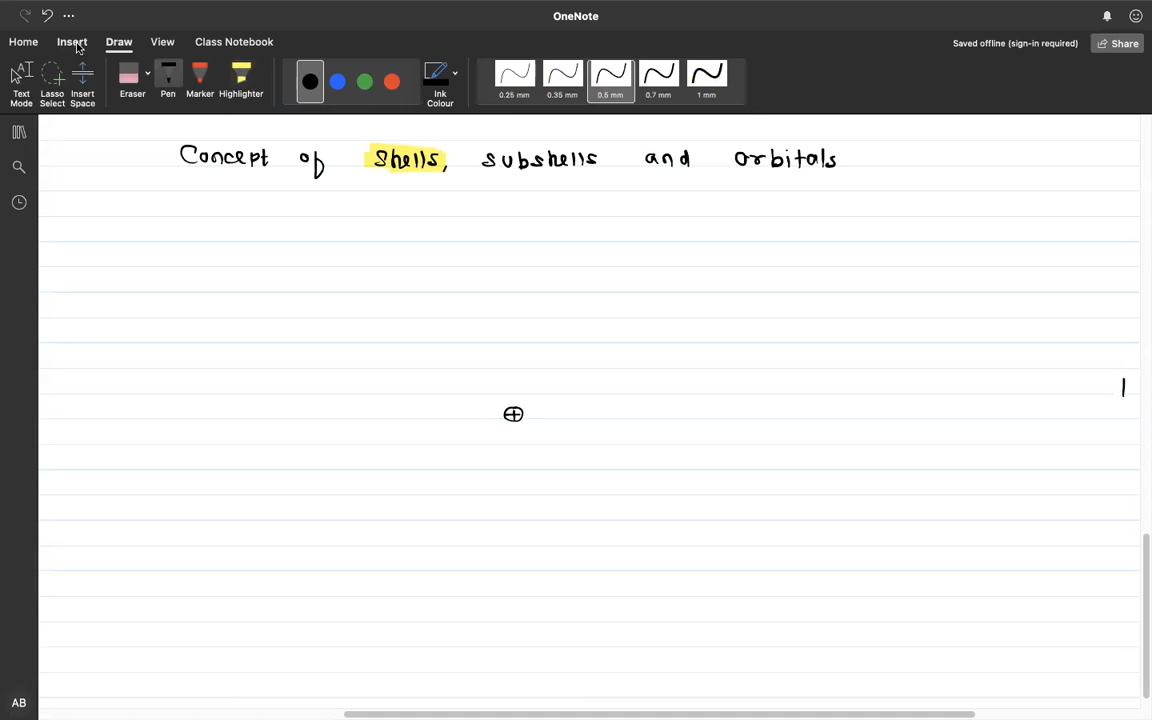 OneNote
Home Insert Draw View Class Notebook
Saved offline (sign-in required) Share
Text Mode
Lasso Select
Insert Space
Eraser
Pen
Marker
Highlighter
Ink Colour
0.25 mm
0.35 mm
0.5 mm
0.7 mm
1 mm
Concept of Shells, subshells and orbitals
AB